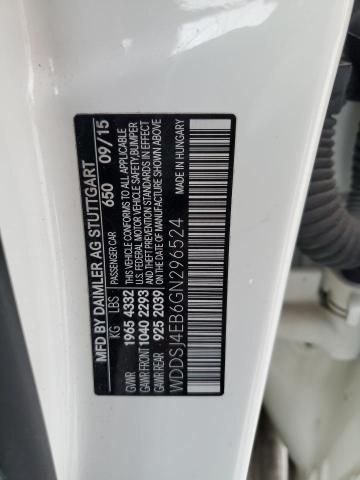 MFD BY DAIMLER AG STUTTGART
PASSENGER CAR 650 09/15
KG LBS
GVWR 1965 4332
GAWR FRONT 1040 2293
GAWR REAR 925 2039
THIS VEHICLE CONFORMS TO ALL APPLICABLE
U.S. FEDERAL MOTOR VEHICLE SAFETY, BUMPER
AND THEFT PREVENTION STANDARDS IN EFFECT
ON THE DATE OF MANUFACTURE SHOWN ABOVE
MADE IN HUNGARY
WDDSJ4EB6GN296524